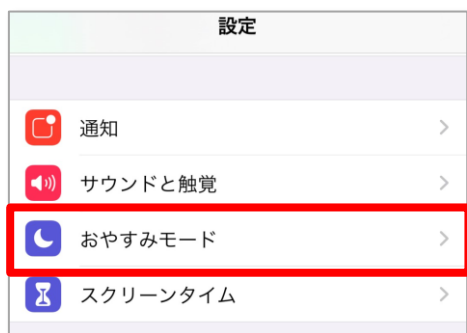 設定
通知
サウンドと触覚
おやすみモード
スクリーンタイム